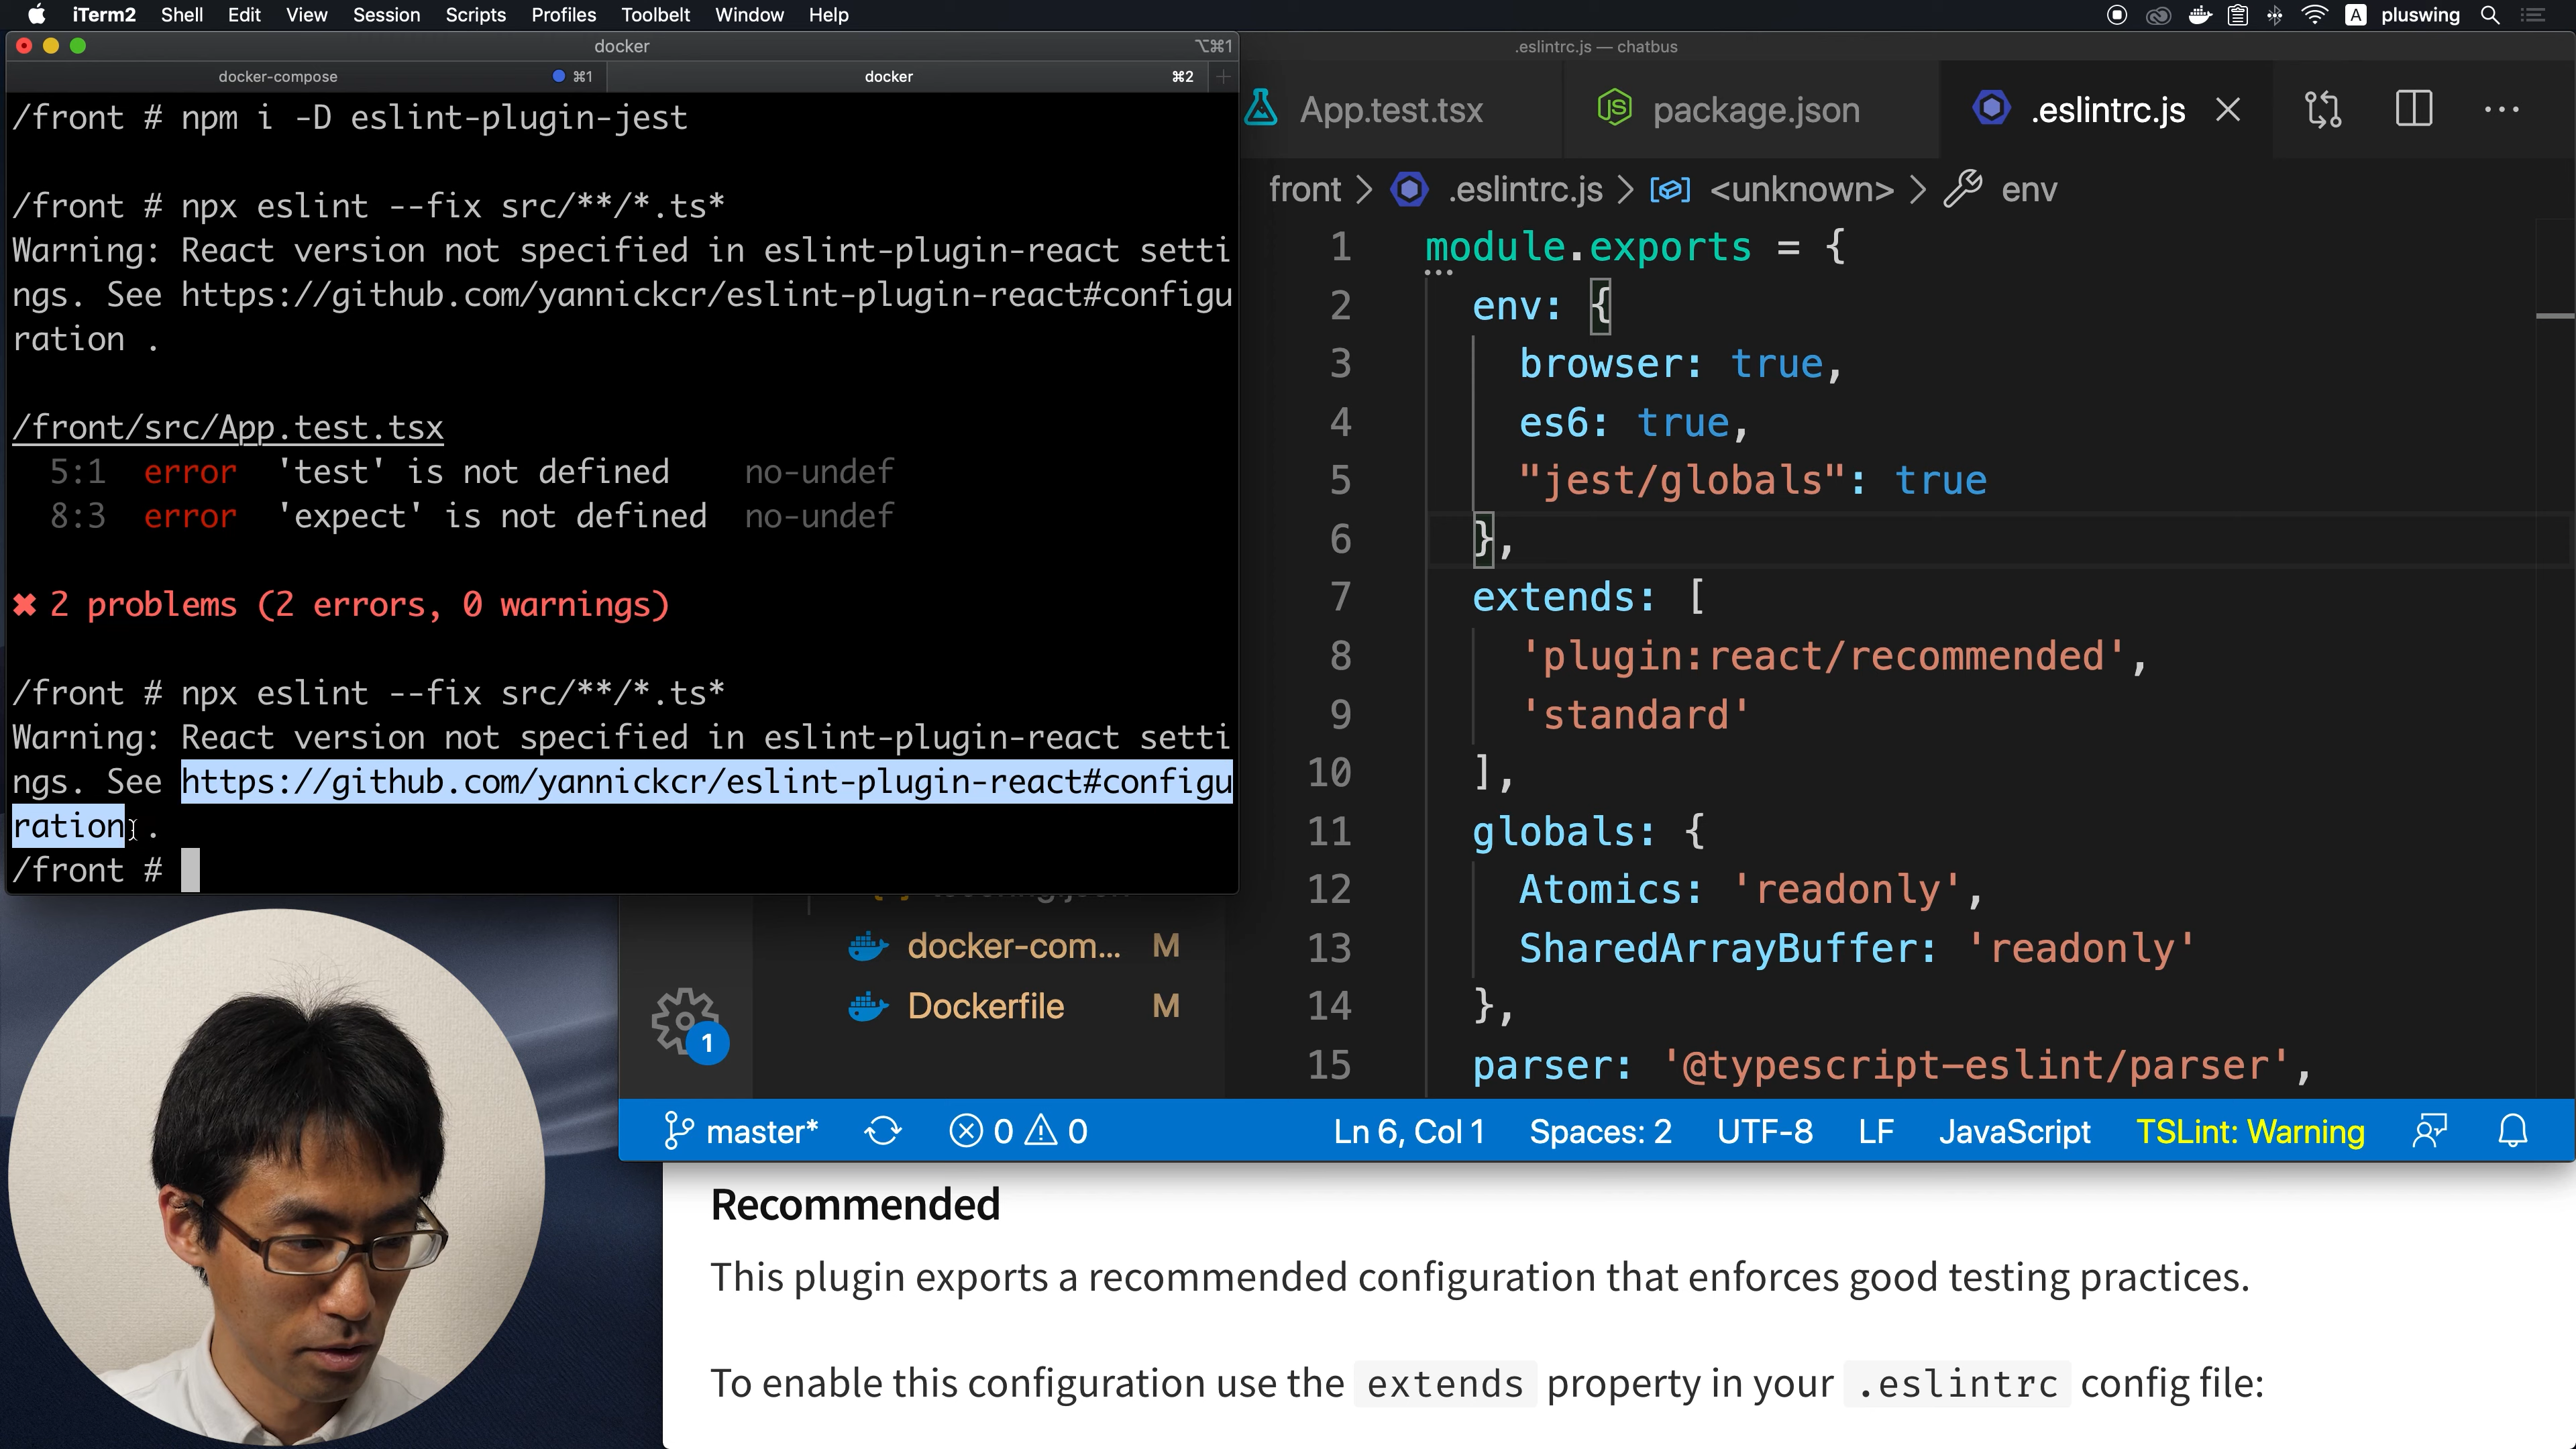 iTerm2 Shell Edit View Session Scripts Profiles Toolbelt Window Help A pluswing
docker ⌥⌘1
docker-compose ⌘1 docker ⌘2 +
/front # npm i -D eslint-plugin-jest
/front # npx eslint --fix src/**/*.ts*
Warning: React version not specified in eslint-plugin-react setti
ngs. See https://github.com/yannickcr/eslint-plugin-react#configu
ration .
/front/src/App.test.tsx
5:1 error 'test' is not defined no-undef
8:3 error 'expect' is not defined no-undef
✖ 2 problems (2 errors, 0 warnings)
/front # npx eslint --fix src/**/*.ts*
Warning: React version not specified in eslint-plugin-react setti
ngs. See https://github.com/yannickcr/eslint-plugin-react#configu
ration .
/front #
.eslintrc.js — chatbus
App.test.tsx package.json .eslintrc.js
front > .eslintrc.js > <unknown> > env
1 module.exports = {
2 env: {
3 browser: true,
4 es6: true,
5 "jest/globals": true
6 },
7 extends: [
8 'plugin:react/recommended',
9 'standard'
10 ],
11 globals: {
12 Atomics: 'readonly',
13 SharedArrayBuffer: 'readonly'
14 },
15 parser: '@typescript-eslint/parser',
docker-com... M
Dockerfile M
1
master* 0 0 Ln 6, Col 1 Spaces: 2 UTF-8 LF JavaScript TSLint: Warning
Recommended
This plugin exports a recommended configuration that enforces good testing practices.
To enable this configuration use the extends property in your .eslintrc config file: